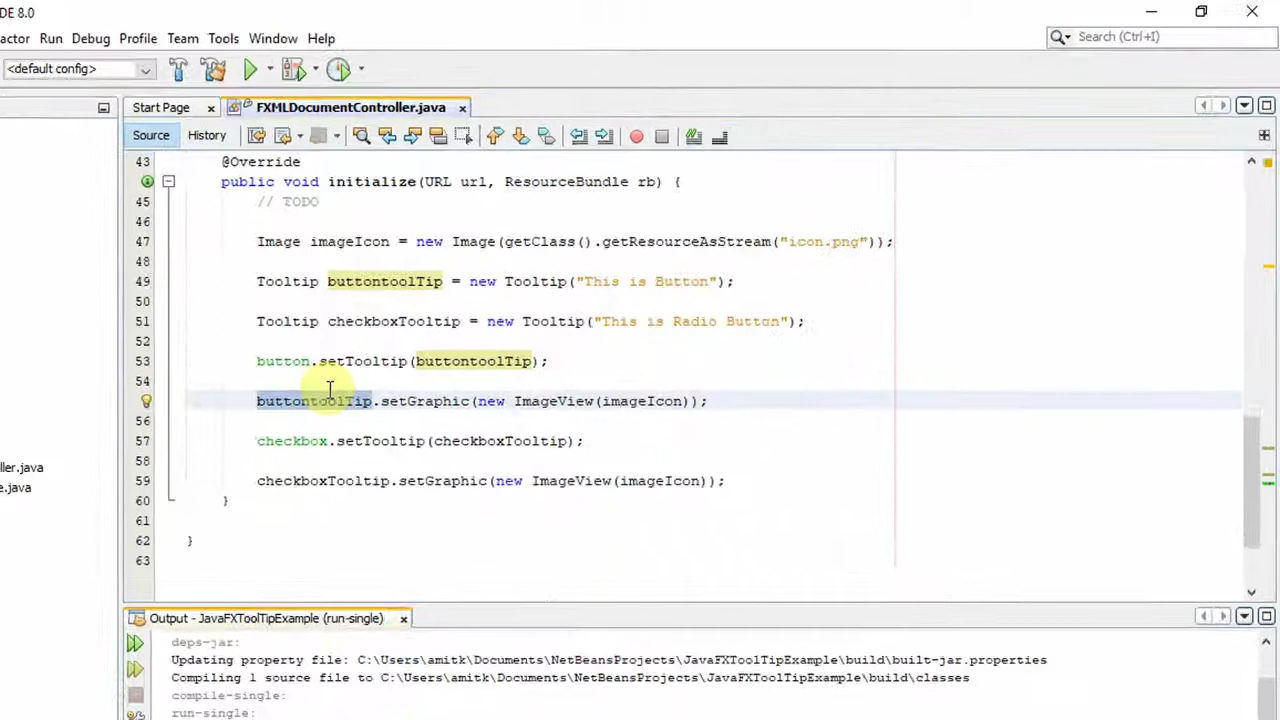 DE 8.0
actor Run Debug Profile Team Tools Window Help
Search (Ctrl+I)
<default config>
Start Page FXMLDocumentController.java
Source History
43 @Override
public void initialize(URL url, ResourceBundle rb) {
45 // TODO
46
47 Image imageIcon = new Image(getClass().getResourceAsStream("icon.png"));
48
49 Tooltip buttontoolTip = new Tooltip("This is Button");
50
51 Tooltip checkboxTooltip = new Tooltip("This is Radio Button");
52
53 button.setTooltip(buttontoolTip);
54
buttontoolTip.setGraphic(new ImageView(imageIcon));
56
57 checkbox.setTooltip(checkboxTooltip);
58
ller.java
59 checkboxTooltip.setGraphic(new ImageView(imageIcon));
e.java
60 }
61
62 }
63
Output - JavaFXToolTipExample (run-single)
deps-jar:
Updating property file: C:\Users\amitk\Documents\NetBeansProjects\JavaFXToolTipExample\build\built-jar.properties
Compiling 1 source file to C:\Users\amitk\Documents\NetBeansProjects\JavaFXToolTipExample\build\classes
compile-single:
run-single: